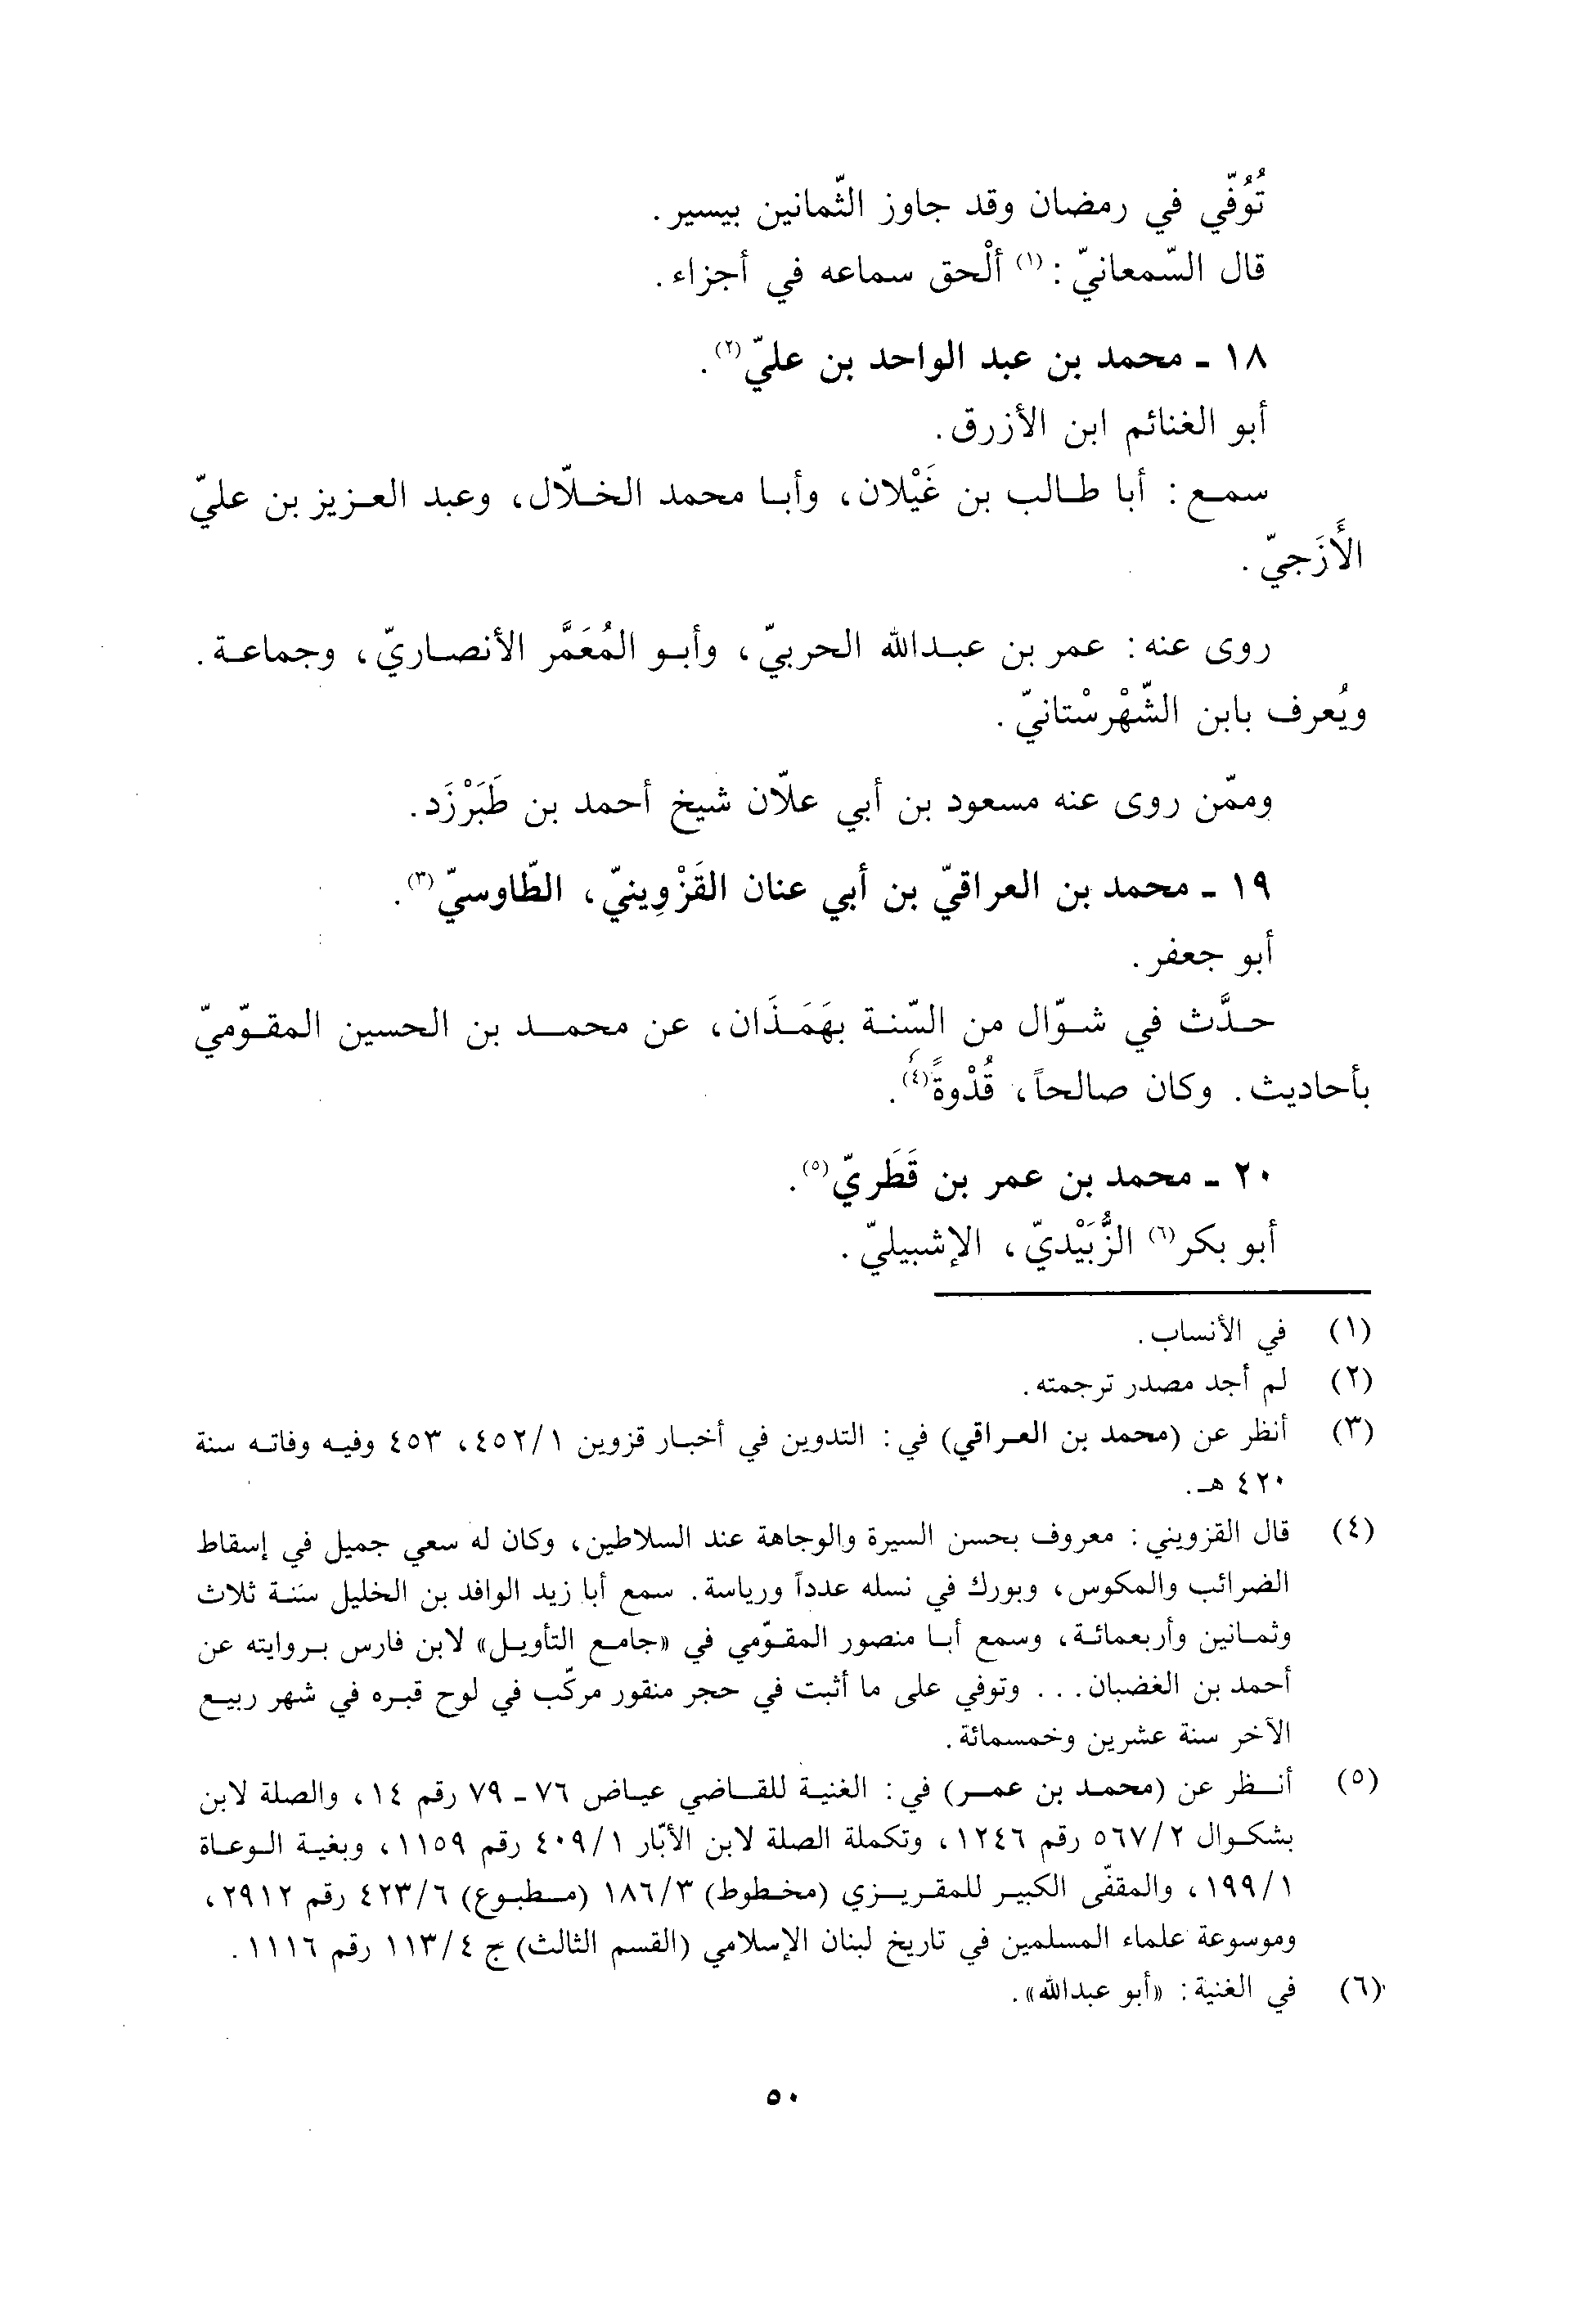 تُوُفّي في رمضان وقد جاوز الثّمانين بيسير.
قال السّمعانيّ:(١) ألْحق سماعه في أجزاء.
١٨ ـ محمد بن عبد الواحد بن عليّ(٢).
أبو الغنائم ابن الأزرق.
سمع: أبا طالب بن غَيْلان، وأبا محمد الخلّال، وعبد العزيز بن عليّ
الأَزَجيّ.
روى عنه: عمر بن عبدالله الحربيّ، وأبو المُعَمَّر الأنصاريّ، وجماعة.
ويُعرف بابن الشّهْرسْتانيّ.
وممّن روى عنه مسعود بن أبي علّان شيخ أحمد بن طَبَرْزَد.
١٩ ـ محمد بن العراقيّ بن أبي عنان القَزْوِينيّ، الطّاوسيّ(٣).
أبو جعفر.
حدَّث في شوّال من السّنة بهَمَذَان، عن محمد بن الحسين المقوّميّ
بأحاديث. وكان صالحاً، قُدْوةً(٤).
٢٠ ـ محمد بن عمر بن قَطَريّ(٥).
أبو بكر(٦) الزُّبَيْديّ، الإشبيليّ.
(١) في الأنساب.
(٢) لم أجد مصدر ترجمته.
(٣) أنظر عن (محمد بن العراقي) في: التدوين في أخبار قزوين ١/٤٥٢، ٤٥٣ وفيه وفاته سنة
٤٢٠ هـ.
(٤) قال القزويني: معروف بحسن السيرة والوجاهة عند السلاطين، وكان له سعي جميل في إسقاط
الضرائب والمكوس، وبورك في نسله عدداً ورياسة. سمع أبا زيد الوافد بن الخليل سنة ثلاث
وثمانين وأربعمائة، وسمع أبا منصور المقوّمي في «جامع التأويل» لابن فارس بروايته عن
أحمد بن الغضبان... وتوفي على ما أثبت في حجر منقور مركّب في لوح قبره في شهر ربيع
الآخر سنة عشرين وخمسمائة.
(٥) أنظر عن (محمد بن عمر) في: الغنية للقاضي عياض ٧٦ ـ ٧٩ رقم ١٤، والصلة لابن
بشكوال ٢/٥٦٧ رقم ١٢٤٦، وتكملة الصلة لابن الأبّار ١/٤٠٩ رقم ١١٥٩، وبغية الوعاة
١/١٩٩، والمقفّى الكبير للمقريزي (مخطوط) ٣/١٨٦ (مطبوع) ٦/٤٢٣ رقم ٢٩١٢،
وموسوعة علماء المسلمين في تاريخ لبنان الإسلامي (القسم الثالث) ج ٤/١١٣ رقم ١١١٦.
(٦) في الغنية: «أبو عبدالله».
٥٠